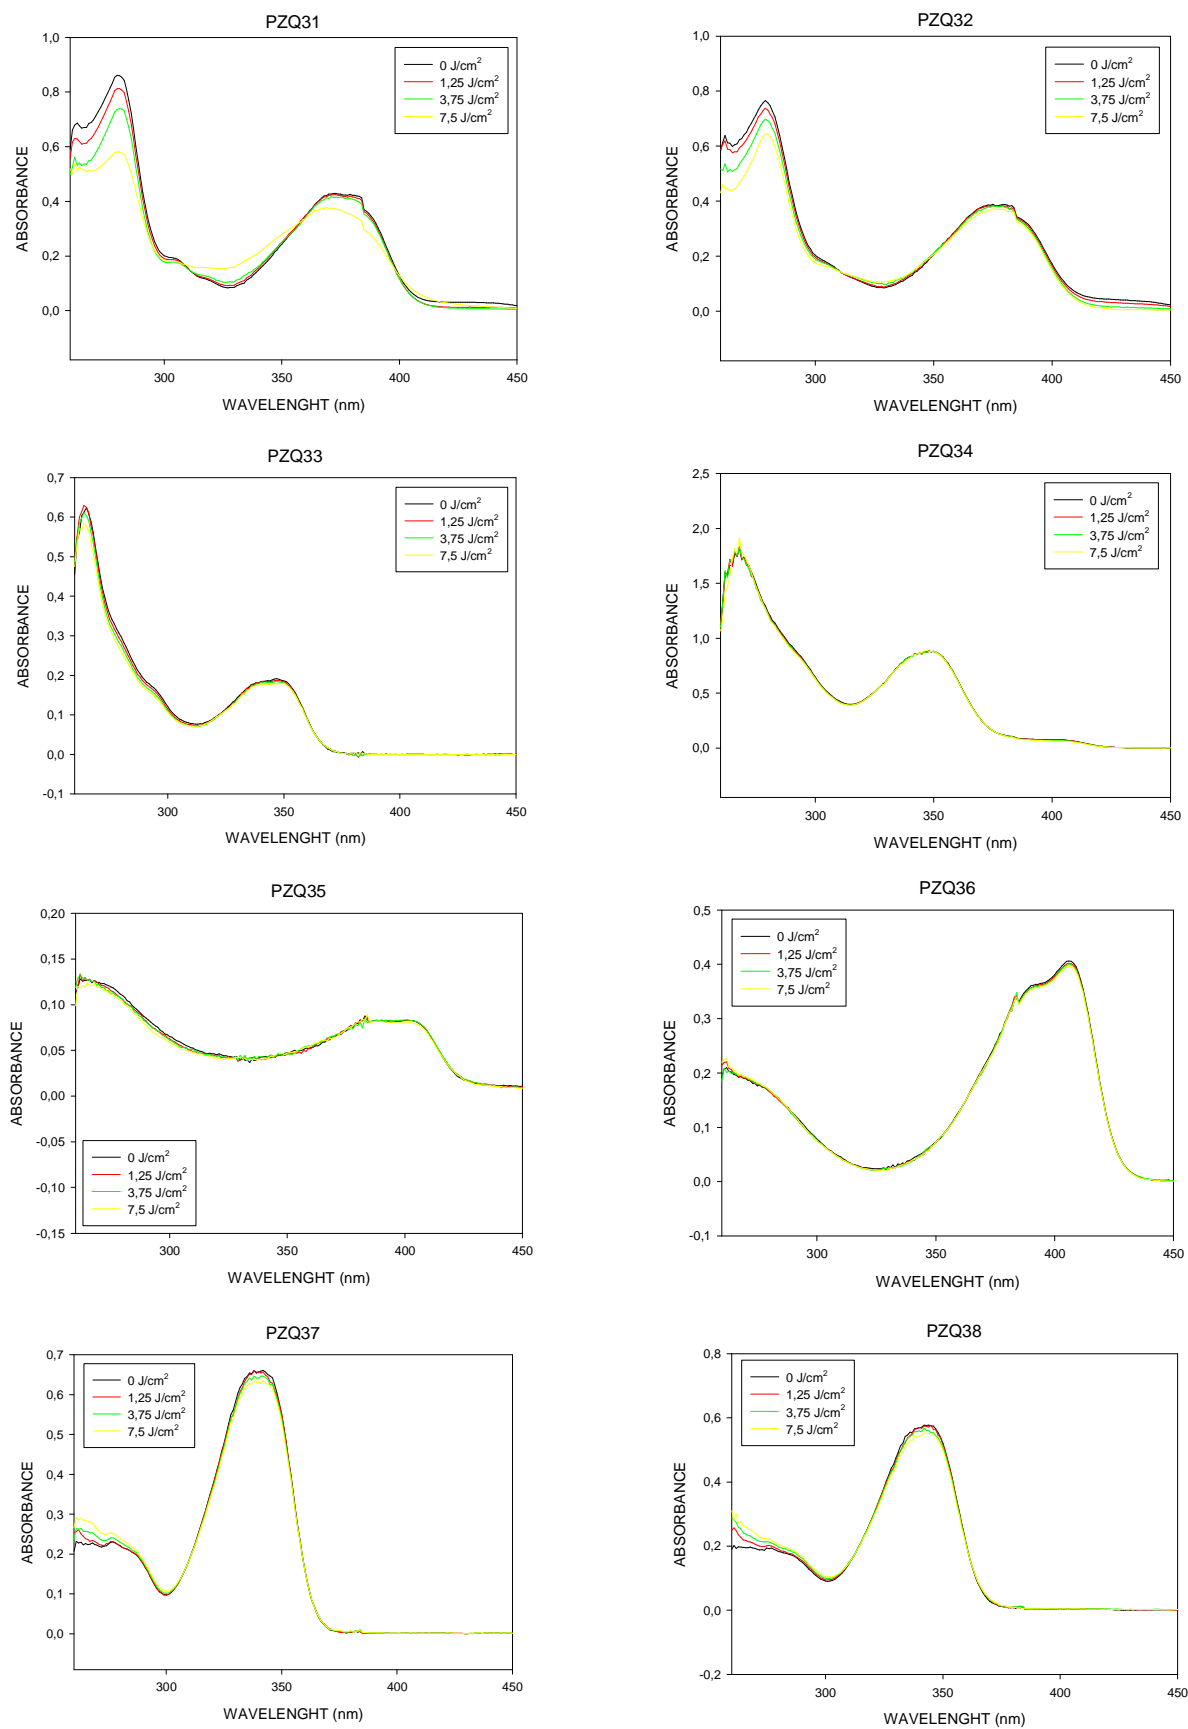 PZQ31
1,0
0,8
0,6
0,4
0,2
0,0
ABSORBANCE
0 J/cm²
1,25 J/cm²
3,75 J/cm²
7,5 J/cm²
300
350
400
450
WAVELENGHT (nm)
PZQ32
1,0
0,8
0,6
0,4
0,2
0,0
ABSORBANCE
0 J/cm²
1,25 J/cm²
3,75 J/cm²
7,5 J/cm²
300
350
400
450
WAVELENGHT (nm)
PZQ33
0,7
0,6
0,5
0,4
0,3
0,2
0,1
0,0
-0,1
ABSORBANCE
0 J/cm²
1,25 J/cm²
3,75 J/cm²
7,5 J/cm²
300
350
400
450
WAVELENGHT (nm)
PZQ34
2,5
2,0
1,5
1,0
0,5
0,0
ABSORBANCE
0 J/cm²
1,25 J/cm²
3,75 J/cm²
7,5 J/cm²
300
350
400
450
WAVELENGHT (nm)
PZQ35
0,20
0,15
0,10
0,05
0,00
-0,05
-0,10
-0,15
ABSORBANCE
0 J/cm²
1,25 J/cm²
3,75 J/cm²
7,5 J/cm²
300
350
400
450
WAVELENGHT (nm)
PZQ36
0,5
0,4
0,3
0,2
0,1
0,0
-0,1
ABSORBANCE
0 J/cm²
1,25 J/cm²
3,75 J/cm²
7,5 J/cm²
300
350
400
450
WAVELENGHT (nm)
PZQ37
0,7
0,6
0,5
0,4
0,3
0,2
0,1
0,0
ABSORBANCE
0 J/cm²
1,25 J/cm²
3,75 J/cm²
7,5 J/cm²
300
350
400
450
WAVELENGHT (nm)
PZQ38
0,8
0,6
0,4
0,2
0,0
-0,2
ABSORBANCE
0 J/cm²
1,25 J/cm²
3,75 J/cm²
7,5 J/cm²
300
350
400
450
WAVELENGHT (nm)